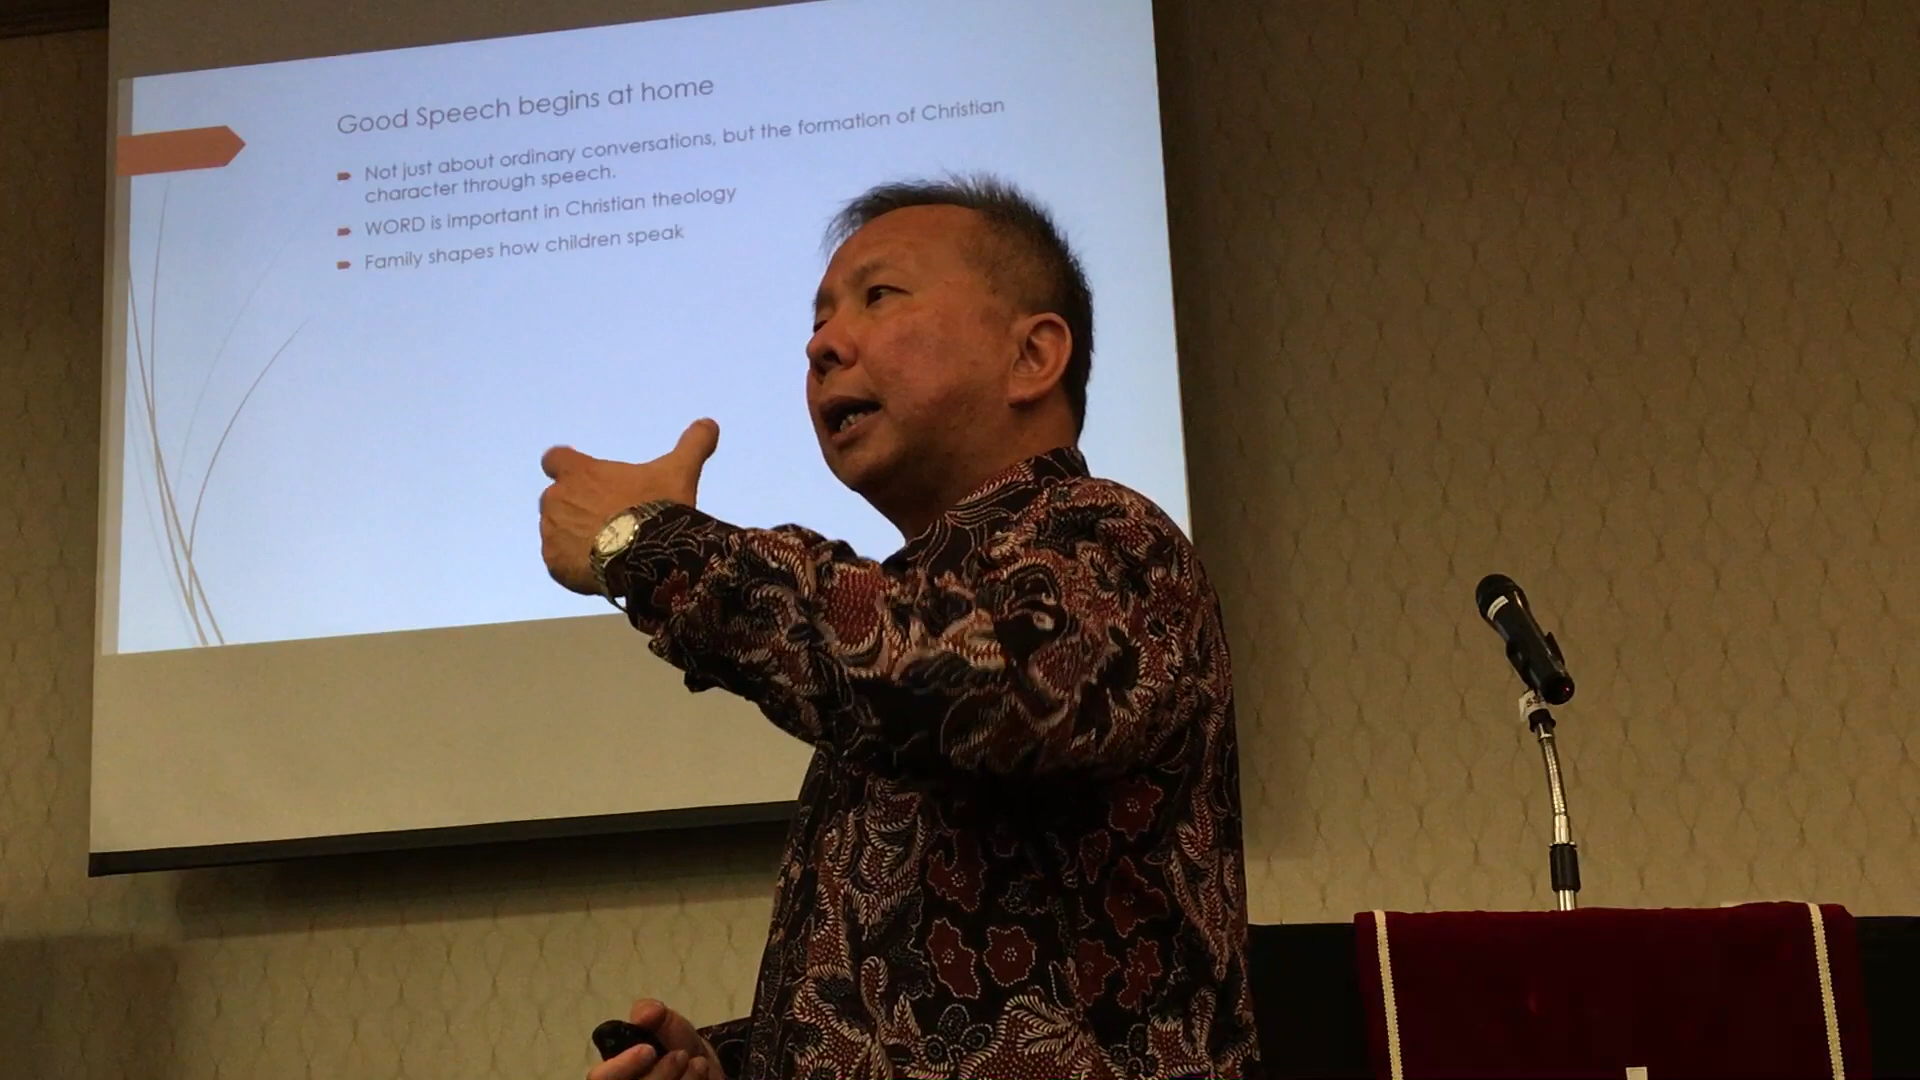 Good Speech begins at home
Not just about ordinary conversations, but the formation of Christian
character through speech.
WORD is important in Christian theology
Family shapes how children speak